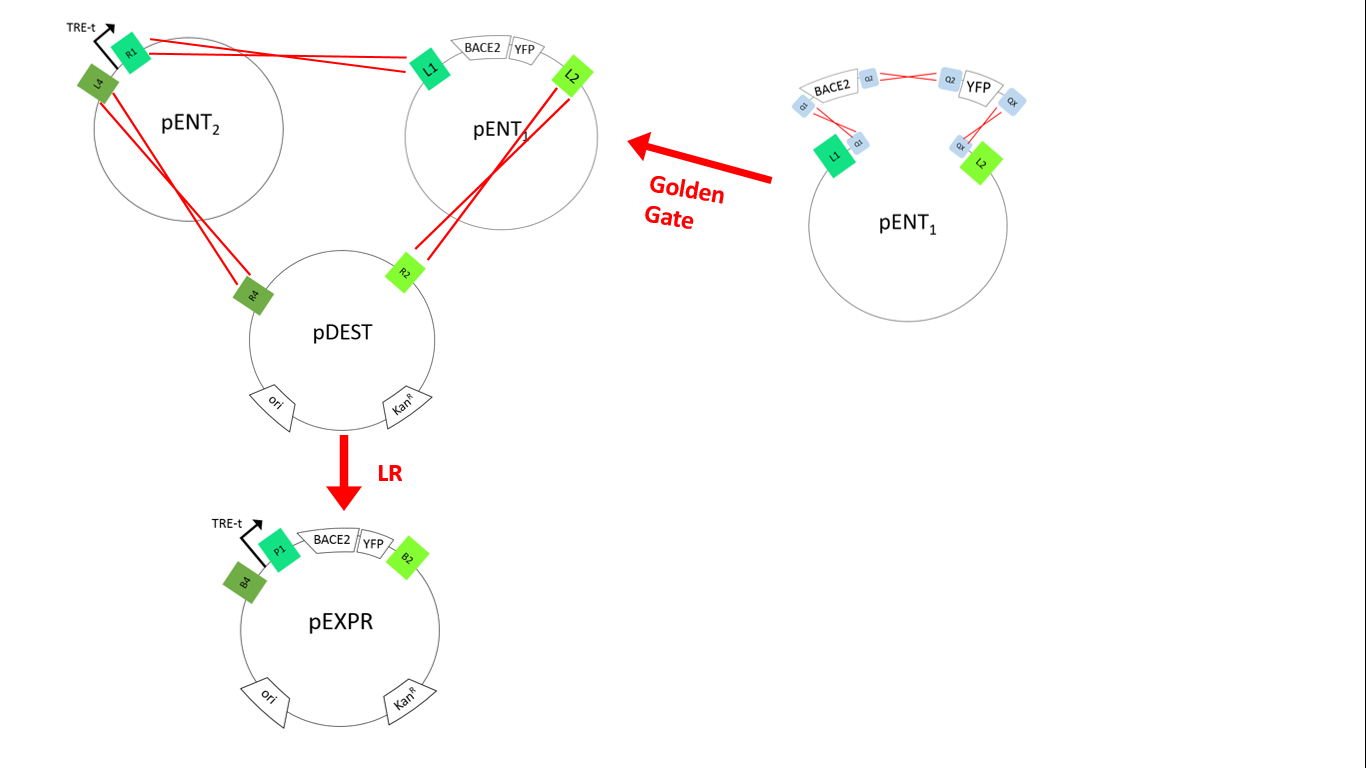 TRE-t
R1
L4
pENT2
L1
BACE2
YFP
L2
pENT1
Golden
Gate
Q1
BACE2
Q2
Q2
YFP
QX
L1
Q1
QX
L2
pENT1
R4
R2
pDEST
ori
KanR
LR
TRE-t
B4
P1
BACE2
YFP
B2
pEXPR
ori
KanR